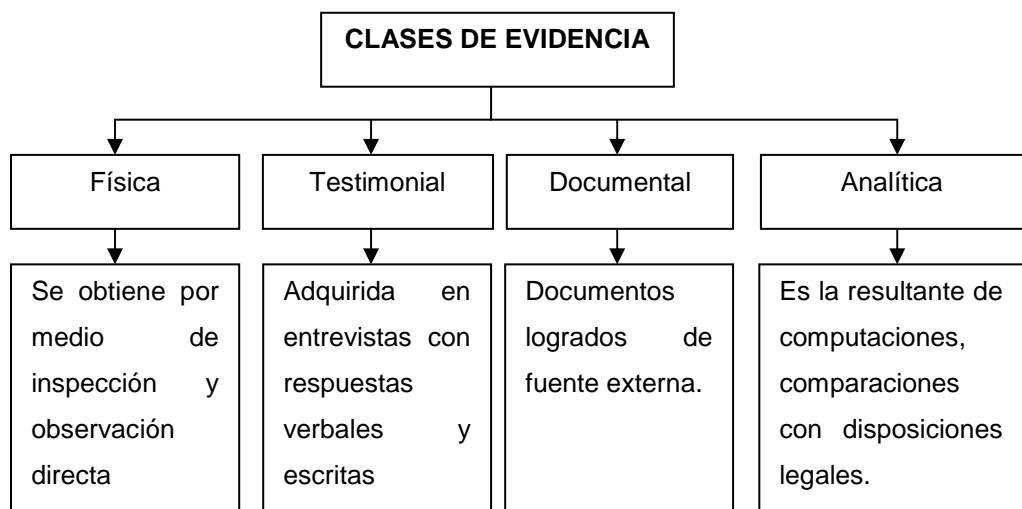 CLASES DE EVIDENCIA
Física
Testimonial
Documental
Analítica
Se obtiene por
medio de
inspección y
observación
directa
Adquirida en
entrevistas con
respuestas
verbales y
escritas
Documentos
logrados de
fuente externa.
Es la resultante de
computaciones,
comparaciones
con disposiciones
legales.